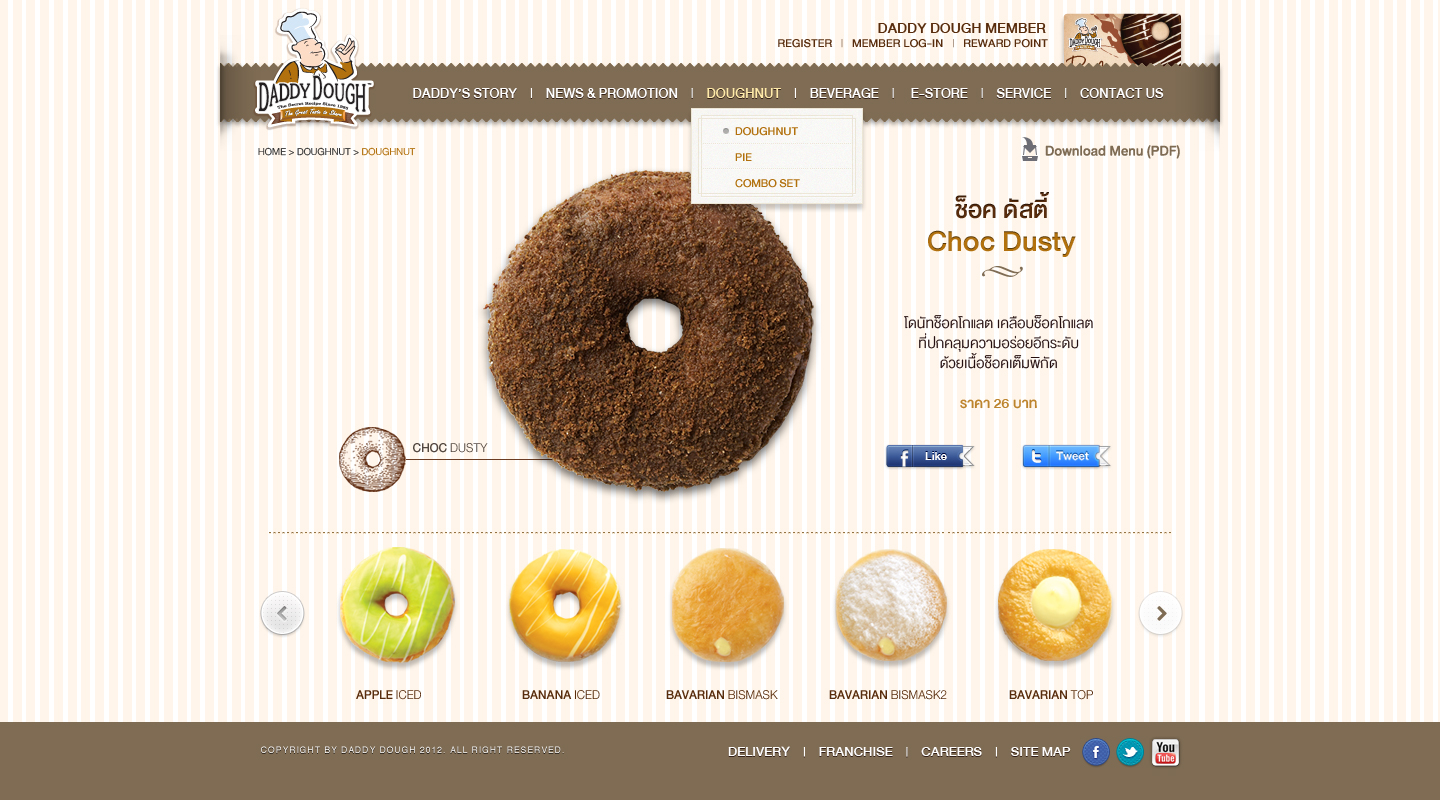 DADDY DOUGH
The Secret Recipe Since 1999
The Great Taste to Share
DADDY DOUGH MEMBER
REGISTER | MEMBER LOG-IN | REWARD POINT
DADDY DOUGH
DADDY'S STORY | NEWS & PROMOTION | DOUGHNUT | BEVERAGE | E-STORE | SERVICE | CONTACT US
DOUGHNUT
PIE
COMBO SET
HOME > DOUGHNUT > DOUGHNUT
Download Menu (PDF)
ช็อค ดัสตี้
Choc Dusty
โดนัทช็อคโกแลต เคลือบช็อคโกแลต
ที่ปกคลุมความอร่อยอีกระดับ
ด้วยเนื้อช็อคเต็มพิกัด
ราคา 26 บาท
Like
Tweet
CHOC DUSTY
APPLE ICED
BANANA ICED
BAVARIAN BISMASK
BAVARIAN BISMASK2
BAVARIAN TOP
COPYRIGHT BY DADDY DOUGH 2012. ALL RIGHT RESERVED.
DELIVERY | FRANCHISE | CAREERS | SITE MAP
You
Tube